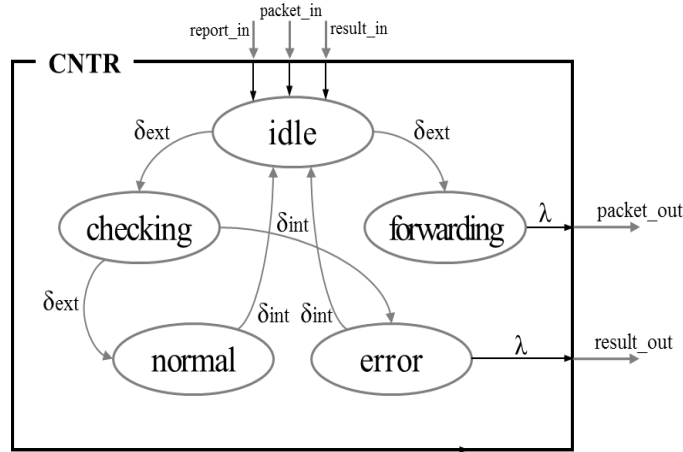 packet_in
report_in
result_in
CNTR
idle
δext
δext
checking
forwarding
λ
packet_out
δint
δext
δint
δint
normal
error
λ
result_out